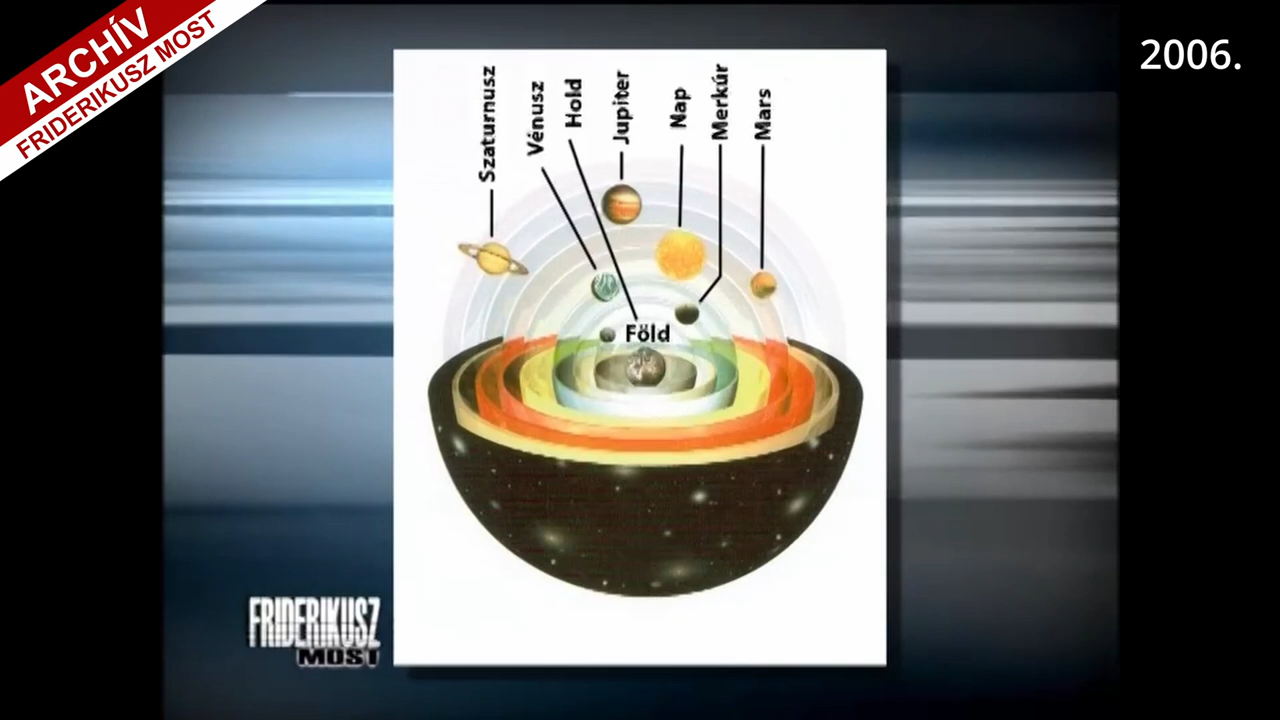 ARCHÍV
FRIDERIKUSZ MOST
2006.
Szaturnusz
Vénusz
Hold
Jupiter
Nap
Merkúr
Mars
Föld
FRIDERIKUSZ
MOST